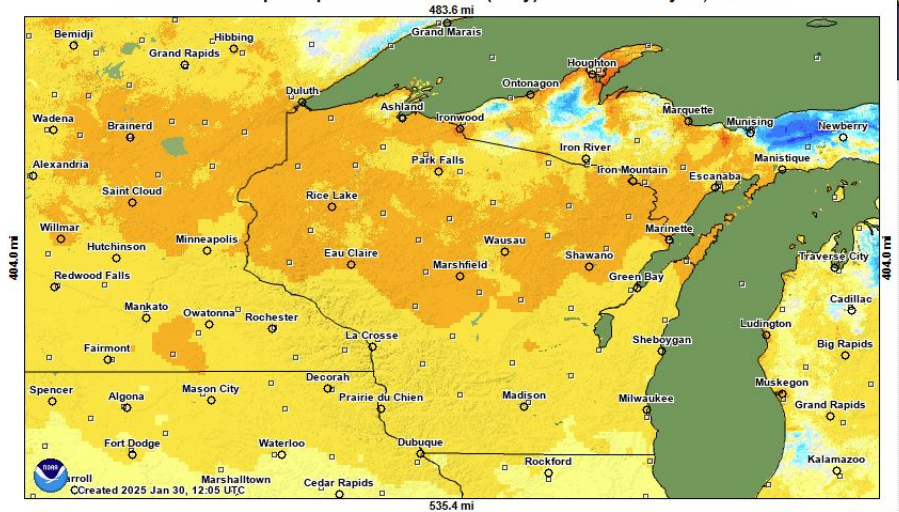 483.6 mi
Bemidji
Hibbing
Grand Marais
Grand Rapids
Houghton
Ontonagon
Duluth
Ashland
Marquette
Wadena
Brainerd
Ironwood
Munising
Newberry
Iron River
Alexandria
Park Falls
Manistique
Iron Mountain
Escanaba
Saint Cloud
Rice Lake
Willmar
Minneapolis
Wausau
Marinette
Hutchinson
Eau Claire
Shawano
Traverse City
404.0 mi
404.0 mi
Redwood Falls
Marshfield
Green Bay
Cadillac
Mankato
Owatonna
Rochester
Ludington
La Crosse
Sheboygan
Big Rapids
Fairmont
Spencer
Algona
Mason City
Decorah
Prairie du Chien
Madison
Milwaukee
Muskegon
Grand Rapids
Fort Dodge
Waterloo
Dubuque
Rockford
Kalamazoo
NOAA
arroll
Marshalltown
Cedar Rapids
Created 2025 Jan 30, 12:05 UTC
535.4 mi